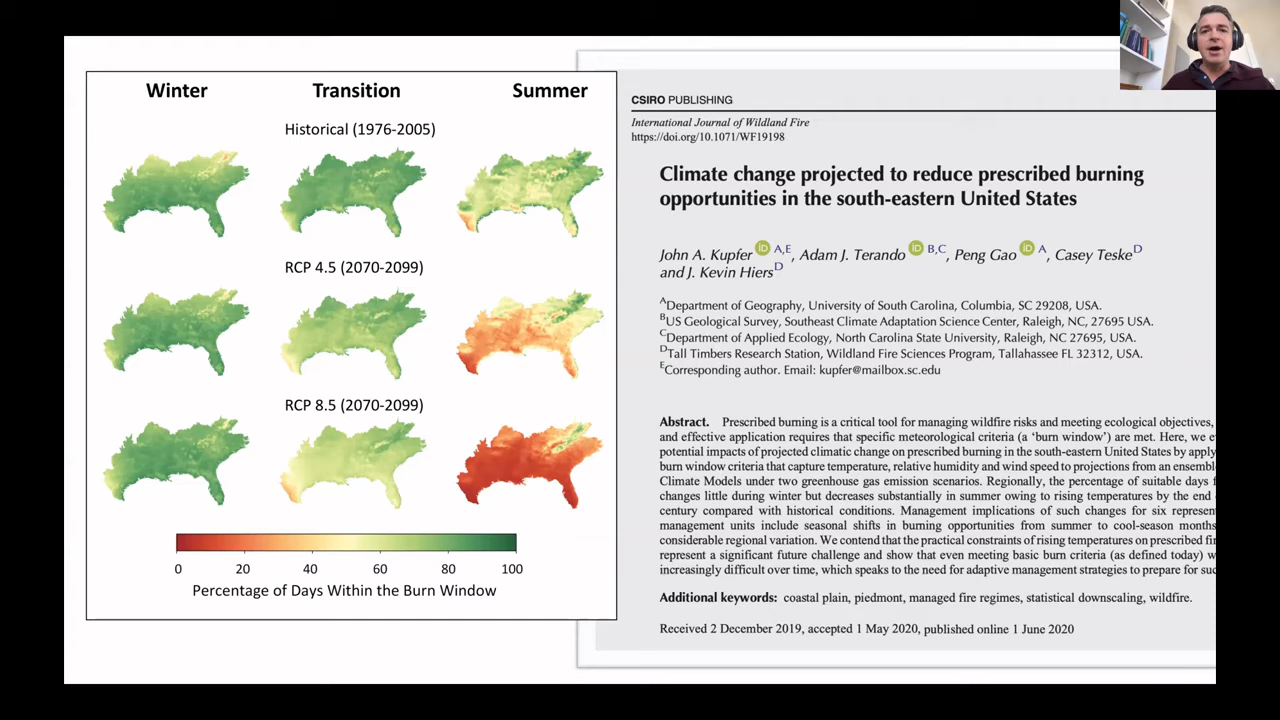 Winter Transition Summer
Historical (1976-2005)
RCP 4.5 (2070-2099)
RCP 8.5 (2070-2099)
0 20 40 60 80 100
Percentage of Days Within the Burn Window
CSIRO PUBLISHING
International Journal of Wildland Fire
https://doi.org/10.1071/WF19198
Climate change projected to reduce prescribed burning
opportunities in the south-eastern United States
John A. Kupfer iD A,E, Adam J. Terando iD B,C, Peng Gao iD A, Casey Teske D
and J. Kevin Hiers D
A Department of Geography, University of South Carolina, Columbia, SC 29208, USA.
B US Geological Survey, Southeast Climate Adaptation Science Center, Raleigh, NC, 27695 USA.
C Department of Applied Ecology, North Carolina State University, Raleigh, NC 27695, USA.
D Tall Timbers Research Station, Wildland Fire Sciences Program, Tallahassee FL 32312, USA.
E Corresponding author. Email: kupfer@mailbox.sc.edu
Abstract. Prescribed burning is a critical tool for managing wildfire risks and meeting ecological objectives,
and effective application requires that specific meteorological criteria (a ‘burn window’) are met. Here, we
potential impacts of projected climatic change on prescribed burning in the south-eastern United States by
burn window criteria that capture temperature, relative humidity and wind speed to projections from an
Climate Models under two greenhouse gas emission scenarios. Regionally, the percentage of suitable days
changes little during winter but decreases substantially in summer owing to rising temperatures by the end
century compared with historical conditions. Management implications of such changes for six
management units include seasonal shifts in burning opportunities from summer to cool-season months
considerable regional variation. We contend that the practical constraints of rising temperatures on prescribed
represent a significant future challenge and show that even meeting basic burn criteria (as defined today)
increasingly difficult over time, which speaks to the need for adaptive management strategies to prepare for
Additional keywords: coastal plain, piedmont, managed fire regimes, statistical downscaling, wildfire.
Received 2 December 2019, accepted 1 May 2020, published online 1 June 2020